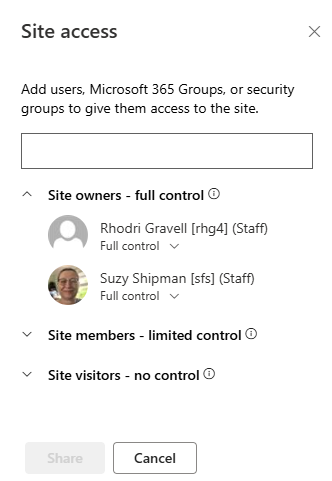 Site access
Add users, Microsoft 365 Groups, or security
groups to give them access to the site.
Site owners - full control
Rhodri Gravell [rhg4] (Staff)
Full control
Suzy Shipman [sfs] (Staff)
Full control
Site members - limited control
Site visitors - no control
Share
Cancel